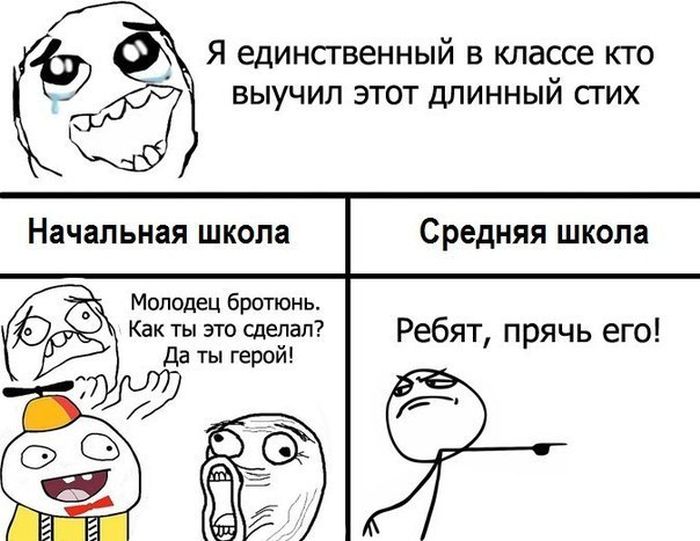 Я единственный в классе кто
выучил этот длинный стих
Начальная школа
Средняя школа
Молодец бротюнь.
Как ты это сделал?
Да ты герой!
Ребят, прячь его!